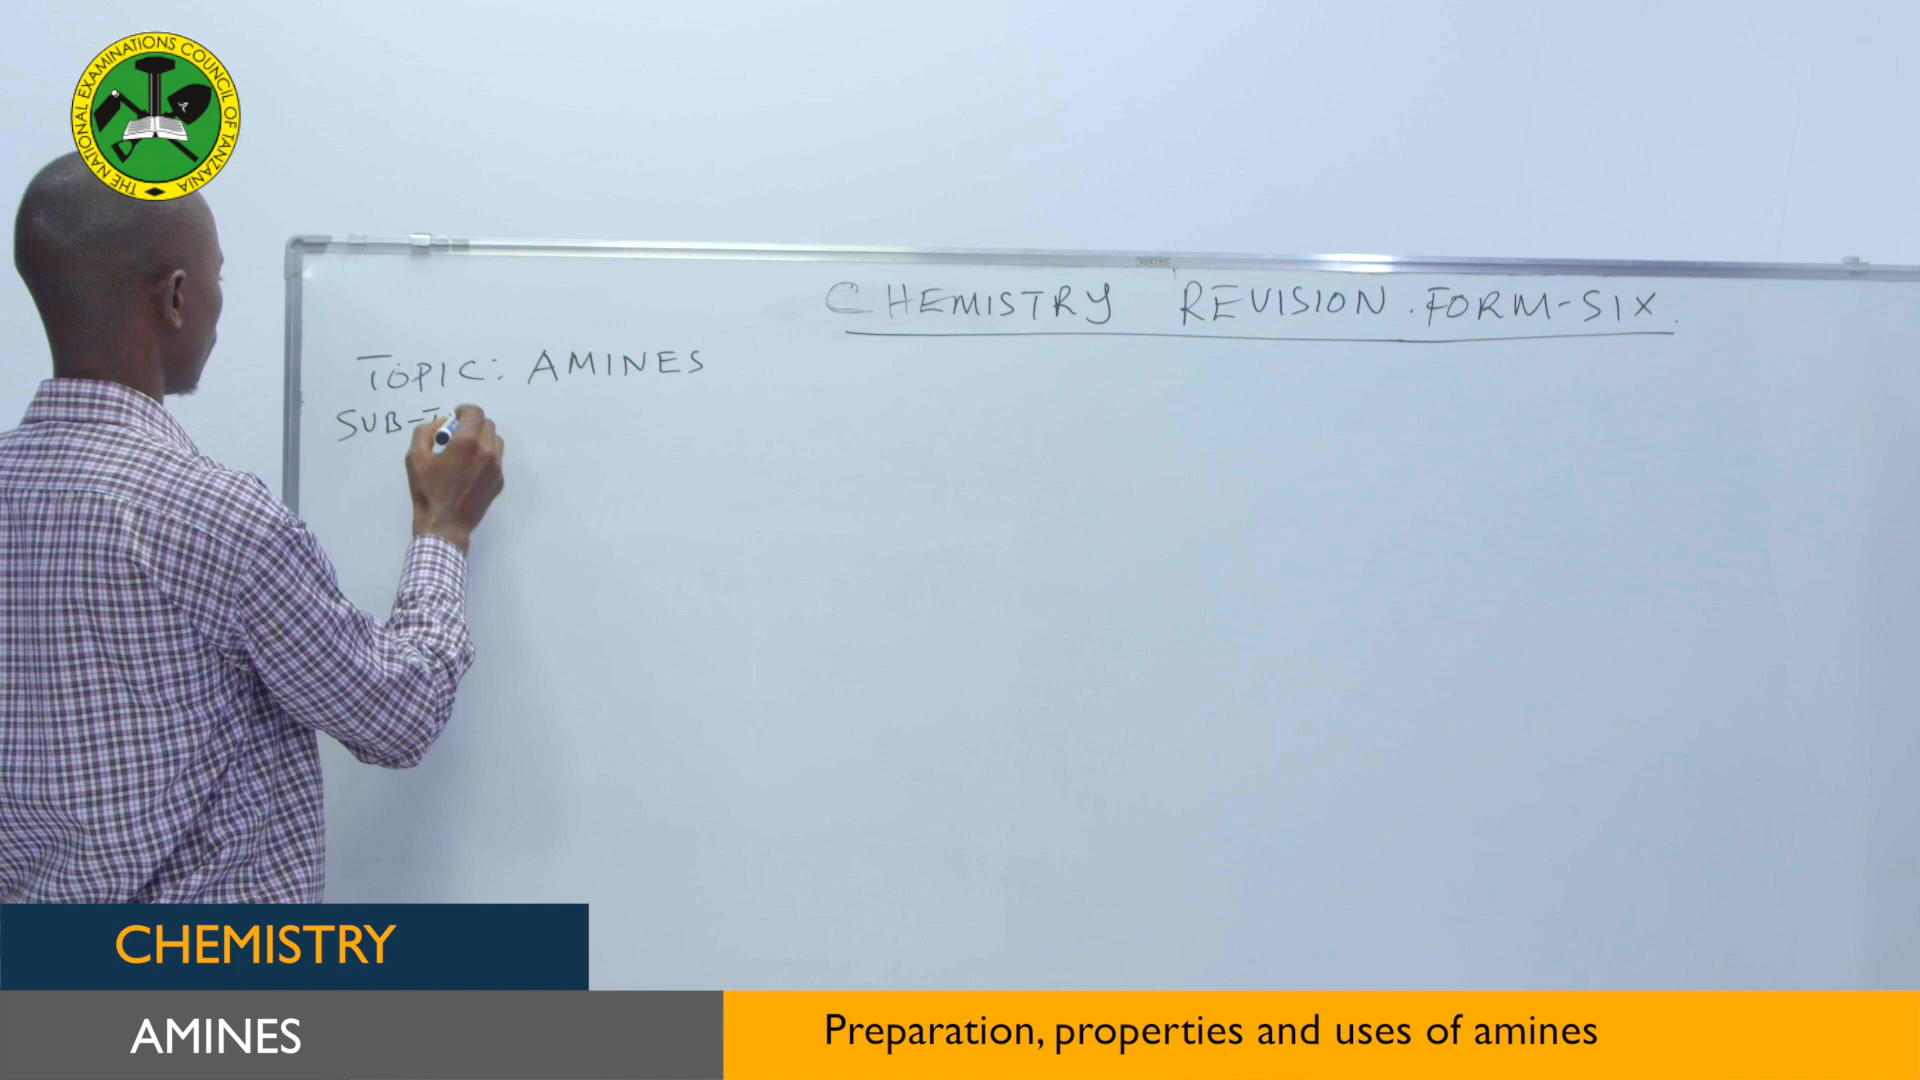 THE NATIONAL EXAMINATIONS COUNCIL OF TANZANIA
CHEMISTRY REVISION. FORM-SIX.
TOPIC: AMINES
SUB-T
CHEMISTRY
AMINES
Preparation, properties and uses of amines